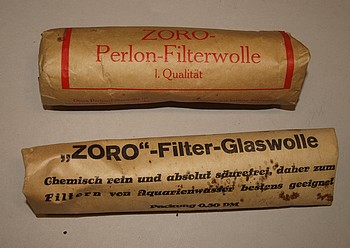 ZORO-
Perlon-Filterwolle
I. Qualität
„ZORO“-Filter-Glaswolle
Chemisch rein und absolut säurefrei, daher zum
Filtern von Aquarienwasser bestens geeignet
Packung 0.50 DM